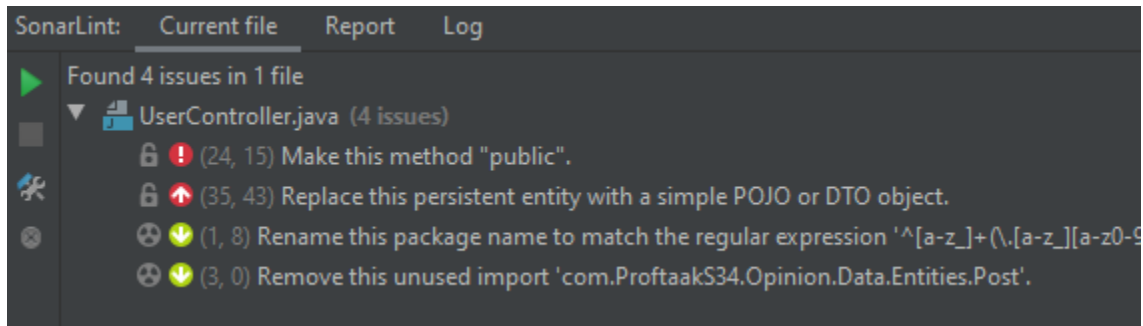 SonarLint: Current file Report Log
Found 4 issues in 1 file
UserController.java (4 issues)
(24, 15) Make this method "public".
(35, 43) Replace this persistent entity with a simple POJO or DTO object.
(1, 8) Rename this package name to match the regular expression '^[a-z_]+(\.[a-z_][a-z0-9
(3, 0) Remove this unused import 'com.ProftaakS34.Opinion.Data.Entities.Post'.